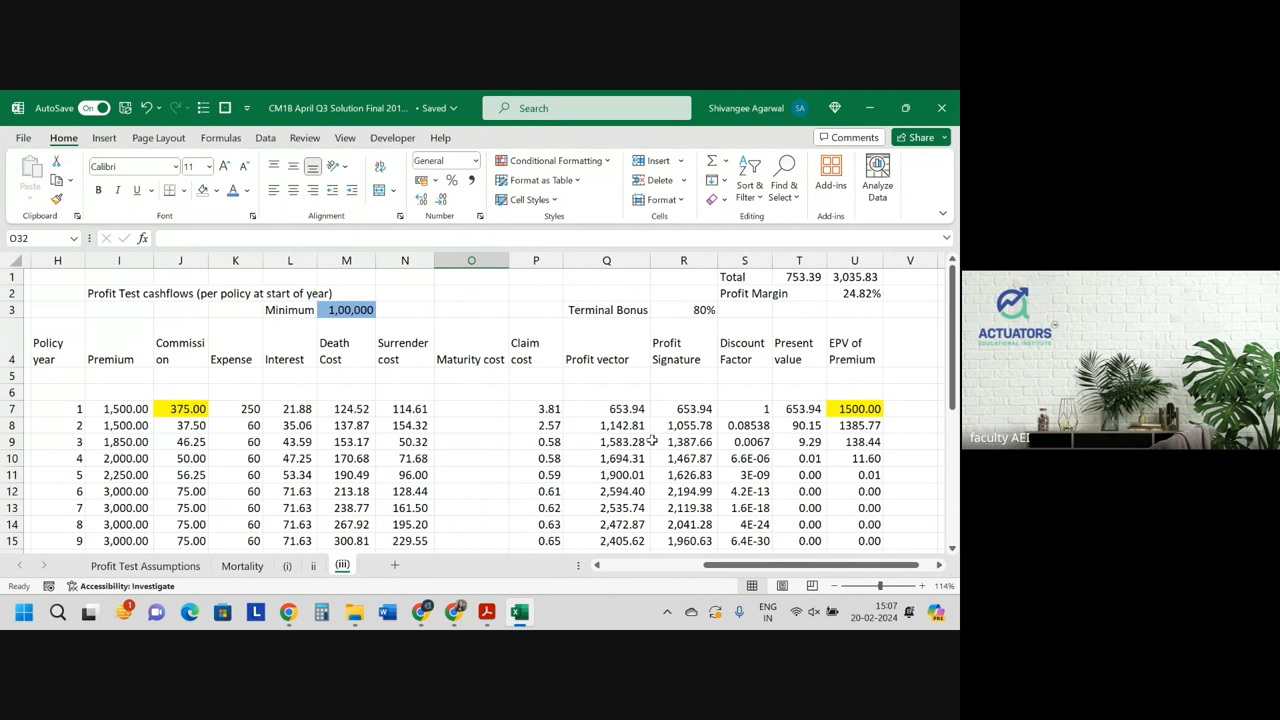 AutoSave On CM1B April Q3 Solution Final 201... • Saved Search Shivangee Agarwal SA
File Home Insert Page Layout Formulas Data Review View Developer Help Comments Share
Calibri 11 General Conditional Formatting Insert
Paste Format as Table Delete Sort & Filter Find & Select Add-ins Analyze Data
Cell Styles Format
Clipboard Font Alignment Number Styles Cells Editing Add-ins
O32 fx
H I J K L M N O P Q R S T U V
1 Total 753.39 3,035.83
2 Profit Test cashflows (per policy at start of year) Profit Margin 24.82%
3 Minimum 1,00,000 Terminal Bonus 80%
4 Policy year Premium Commissi on Expense Interest Death Cost Surrender cost Maturity cost Claim cost Profit vector Profit Signature Discount Factor Present value EPV of Premium
5
6
7 1 1,500.00 375.00 250 21.88 124.52 114.61 3.81 653.94 653.94 1 653.94 1500.00
8 2 1,500.00 37.50 60 35.06 137.87 154.32 2.57 1,142.81 1,055.78 0.08538 90.15 1385.77
9 3 1,850.00 46.25 60 43.59 153.17 50.32 0.58 1,583.28 1,387.66 0.0067 9.29 138.44
10 4 2,000.00 50.00 60 47.25 170.68 71.68 0.58 1,694.31 1,467.87 6.6E-06 0.01 11.60
11 5 2,250.00 56.25 60 53.34 190.49 96.00 0.59 1,900.01 1,626.83 3E-09 0.00 0.01
12 6 3,000.00 75.00 60 71.63 213.18 128.44 0.61 2,594.40 2,194.99 4.2E-13 0.00 0.00
13 7 3,000.00 75.00 60 71.63 238.77 161.50 0.62 2,535.74 2,119.38 1.6E-18 0.00 0.00
14 8 3,000.00 75.00 60 71.63 267.92 195.20 0.63 2,472.87 2,041.28 4E-24 0.00 0.00
15 9 3,000.00 75.00 60 71.63 300.81 229.55 0.65 2,405.62 1,960.63 6.4E-30 0.00 0.00
Profit Test Assumptions Mortality (i) ii (iii)
Ready Accessibility: Investigate 114%
ENG IN 15:07 20-02-2024
ACTUATORS
EDUCATIONAL INSTITUTE
faculty AEI